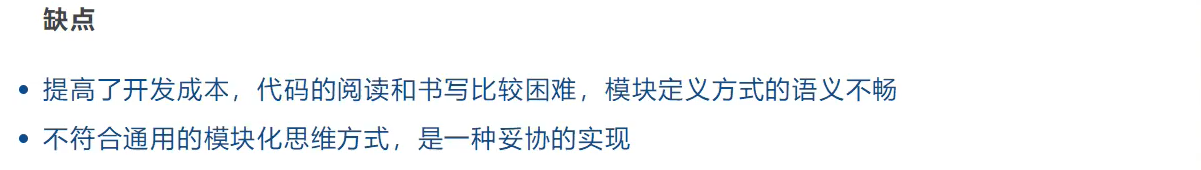 缺点
提高了开发成本，代码的阅读和书写比较困难，模块定义方式的语义不畅
不符合通用的模块化思维方式，是一种妥协的实现